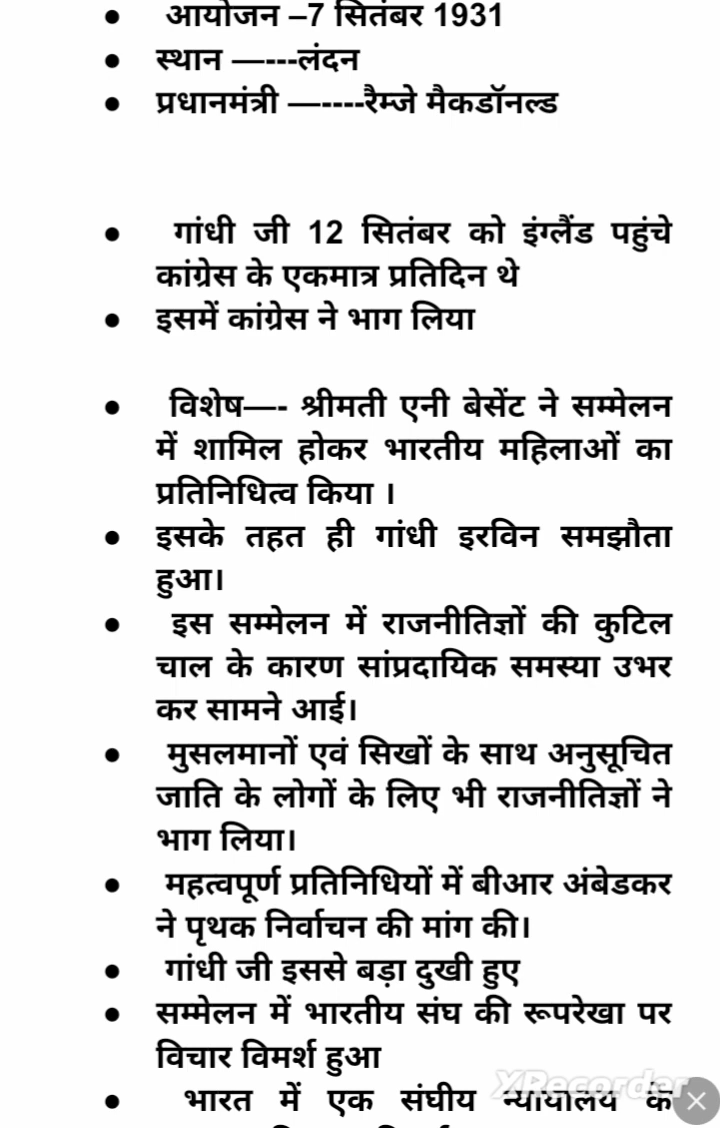 ● आयोजन –7 सितंबर 1931
● स्थान —---लंदन
● प्रधानमंत्री —----रैम्जे मैकडॉनल्ड
● गांधी जी 12 सितंबर को इंग्लैंड पहुंचे
कांग्रेस के एकमात्र प्रतिदिन थे
● इसमें कांग्रेस ने भाग लिया
● विशेष—- श्रीमती एनी बेसेंट ने सम्मेलन
में शामिल होकर भारतीय महिलाओं का
प्रतिनिधित्व किया ।
● इसके तहत ही गांधी इरविन समझौता
हुआ।
● इस सम्मेलन में राजनीतिज्ञों की कुटिल
चाल के कारण सांप्रदायिक समस्या उभर
कर सामने आई।
● मुसलमानों एवं सिखों के साथ अनुसूचित
जाति के लोगों के लिए भी राजनीतिज्ञों ने
भाग लिया।
● महत्वपूर्ण प्रतिनिधियों में बीआर अंबेडकर
ने पृथक निर्वाचन की मांग की।
● गांधी जी इससे बड़ा दुखी हुए
● सम्मेलन में भारतीय संघ की रूपरेखा पर
विचार विमर्श हुआ
● भारत में एक संघीय न्यायालय के
XRecorder